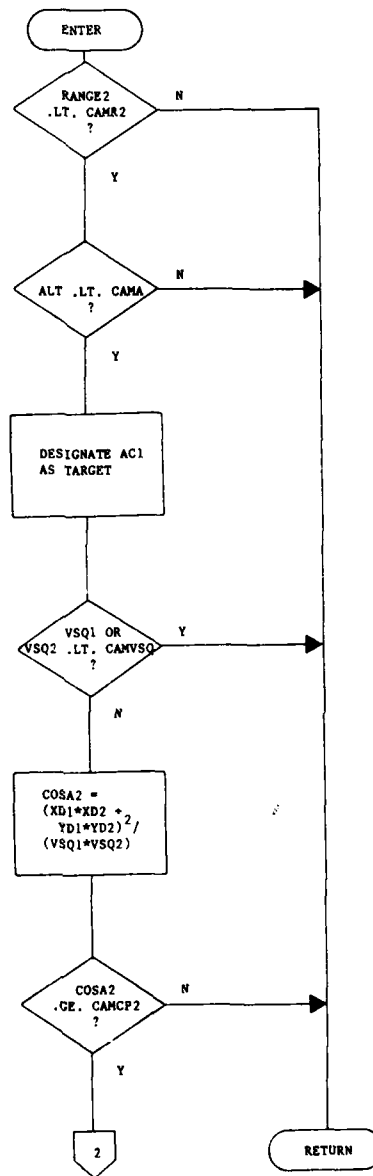 ENTER
RANGE2
.LT. CAMR2
?
N
Y
ALT .LT. CAMA
?
N
Y
DESIGNATE AC1
AS TARGET
VSQ1 OR
VSQ2 .LT. CAMVSQ
?
Y
N
COSA2 =
(XD1*XD2 +
YD1*YD2)²/
(VSQ1*VSQ2)
COSA2
.GE. CAMCP2
?
N
Y
2
RETURN